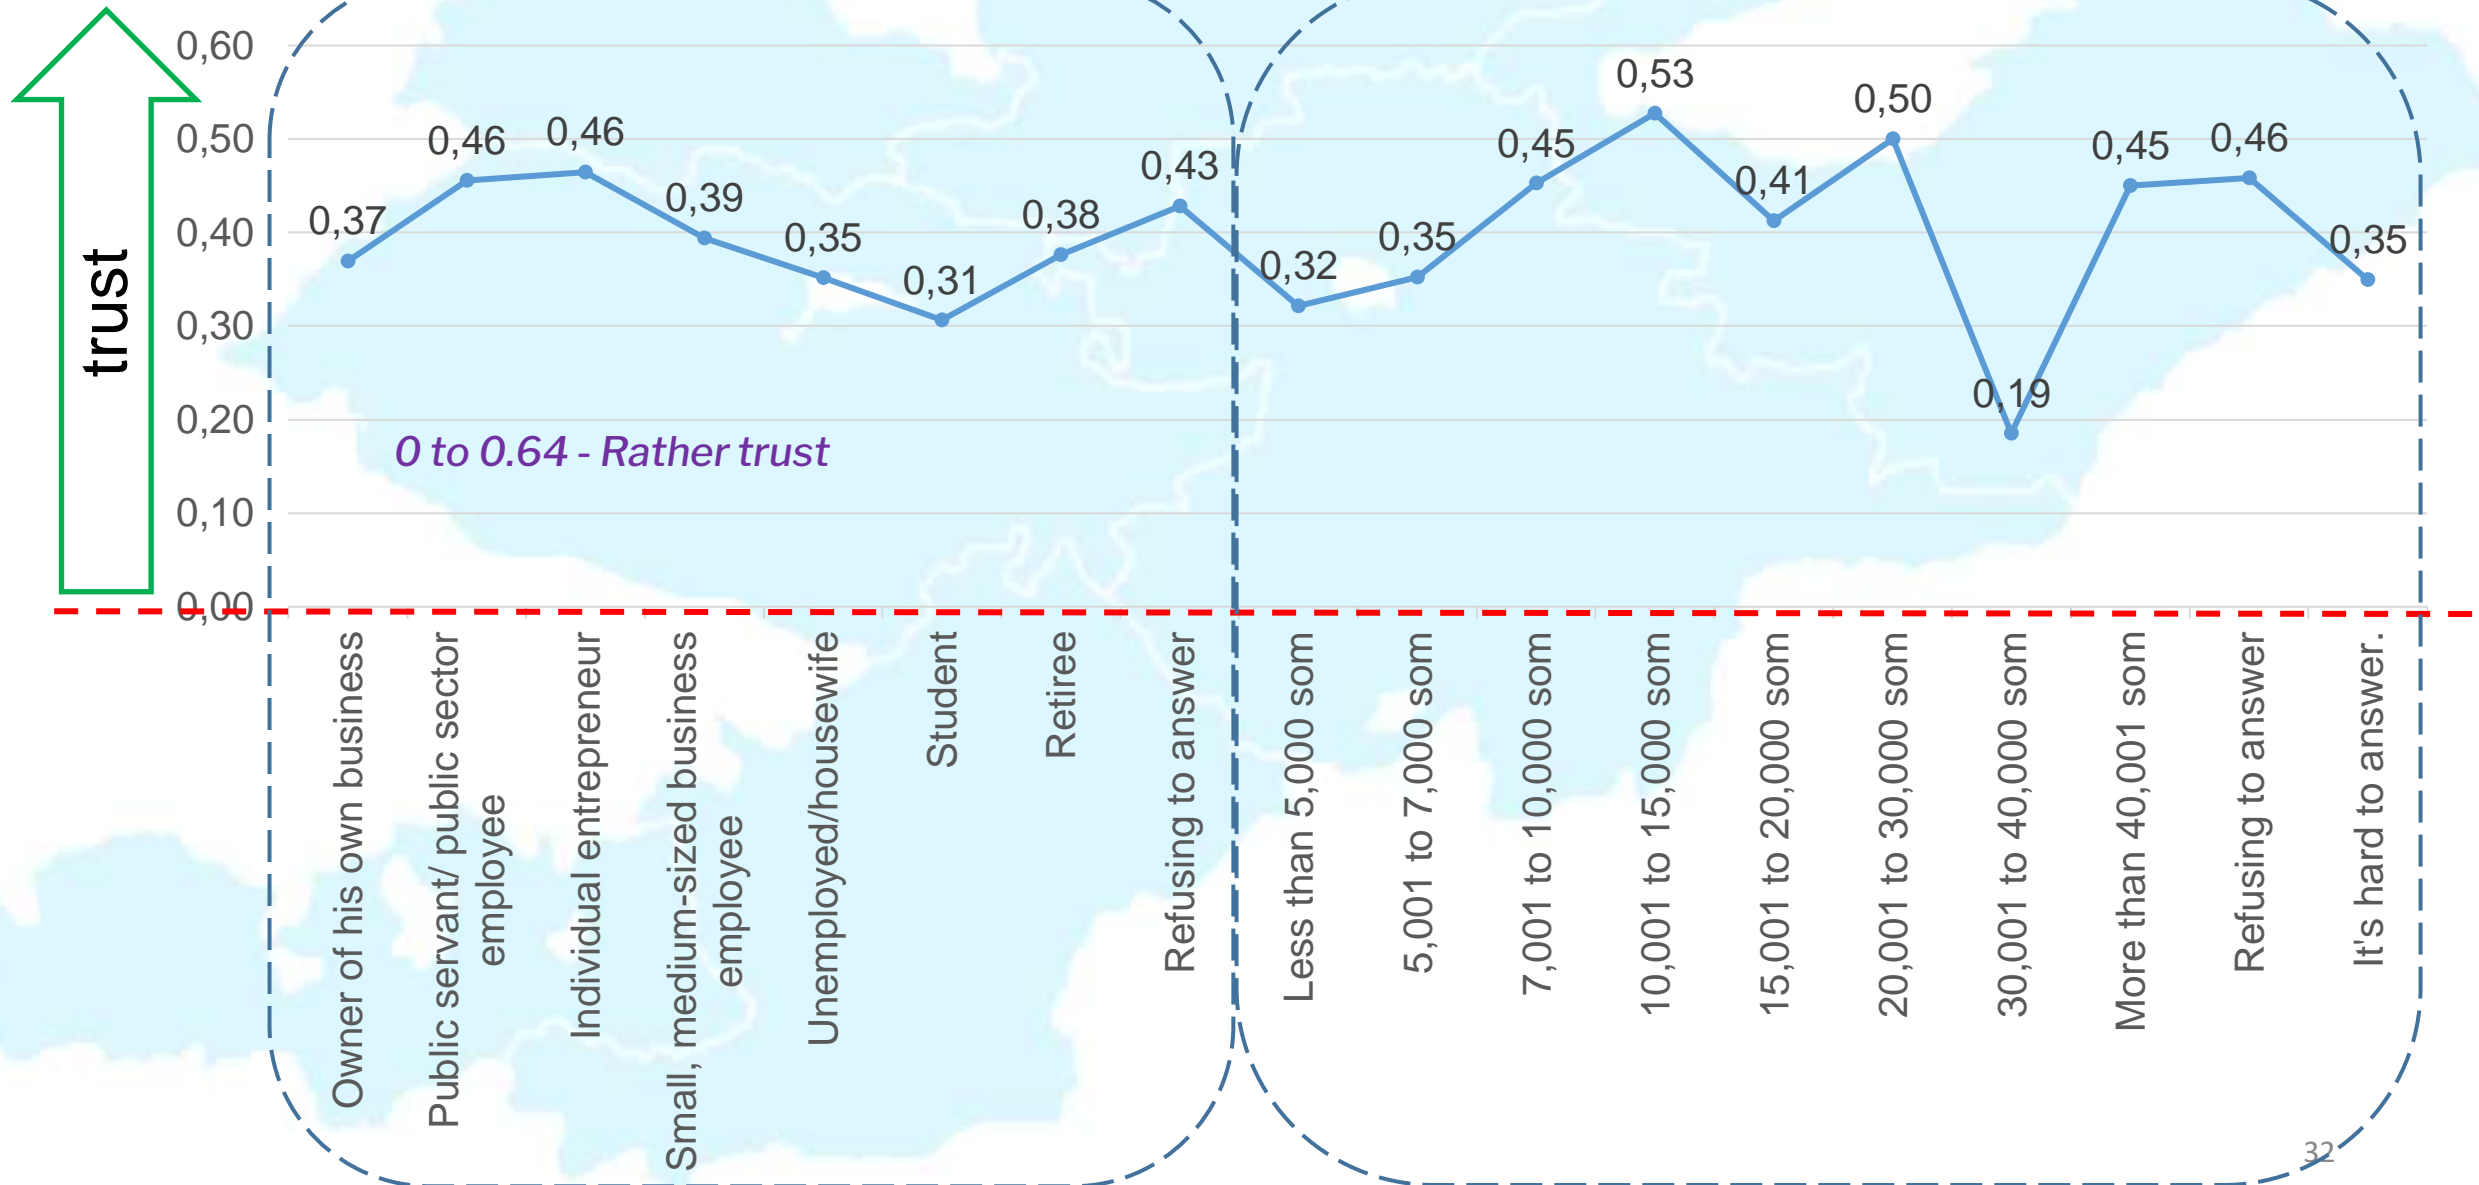 trust
0,60
0,50
0,40
0,30
0,20
0,10
0,00
0,37
0,46
0,46
0,39
0,35
0,31
0,38
0,43
0,32
0,35
0,45
0,53
0,41
0,50
0,19
0,45
0,46
0,35
0 to 0.64 - Rather trust
Owner of his own business
Public servant/ public sector
employee
Individual entrepreneur
Small, medium-sized business
employee
Unemployed/housewife
Student
Retiree
Refusing to answer
Less than 5,000 som
5,001 to 7,000 som
7,001 to 10,000 som
10,001 to 15,000 som
15,001 to 20,000 som
20,001 to 30,000 som
30,001 to 40,000 som
More than 40,001 som
Refusing to answer
It's hard to answer.
32